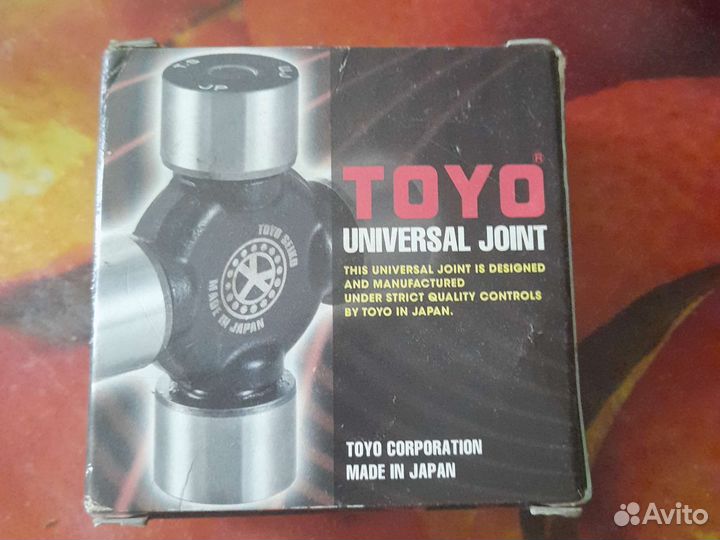 TOYO®
UNIVERSAL JOINT
THIS UNIVERSAL JOINT IS DESIGNED
AND MANUFACTURED
UNDER STRICT QUALITY CONTROLS
BY TOYO IN JAPAN.
TOYO CORPORATION
MADE IN JAPAN
TOYO SEIKO
MADE IN JAPAN
Avito